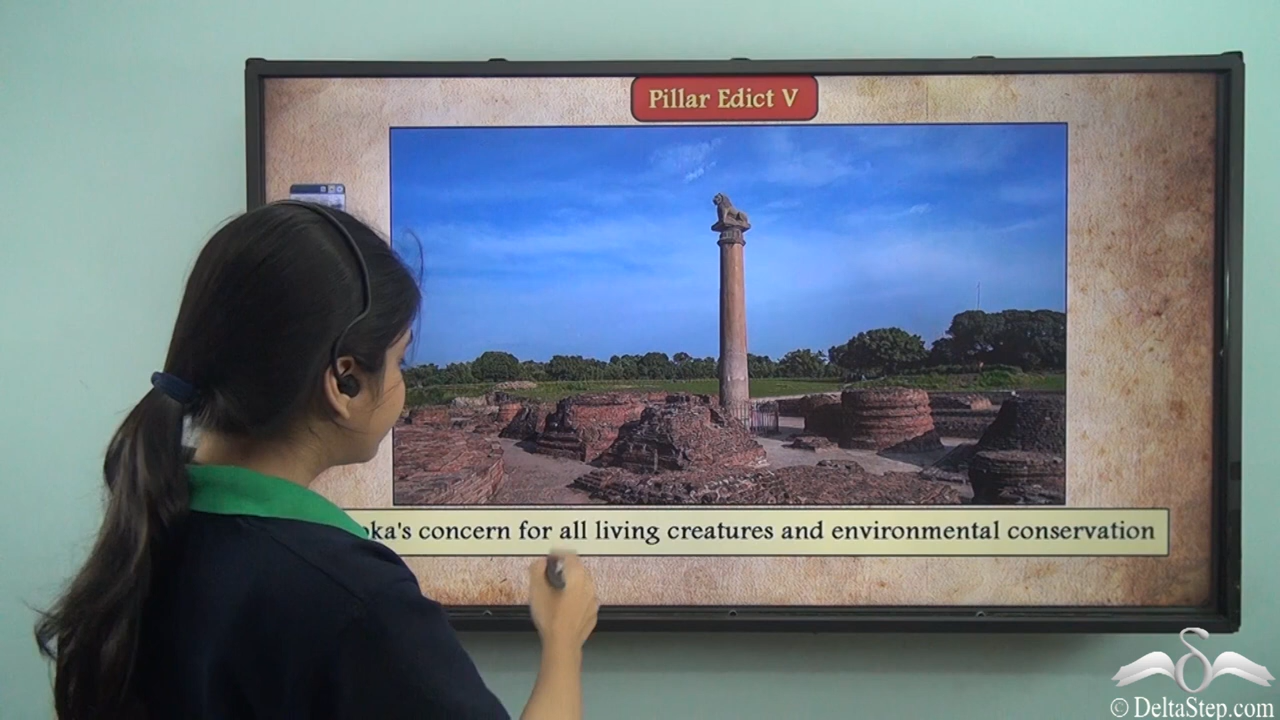 Pillar Edict V
oka's concern for all living creatures and environmental conservation
© DeltaStep.com